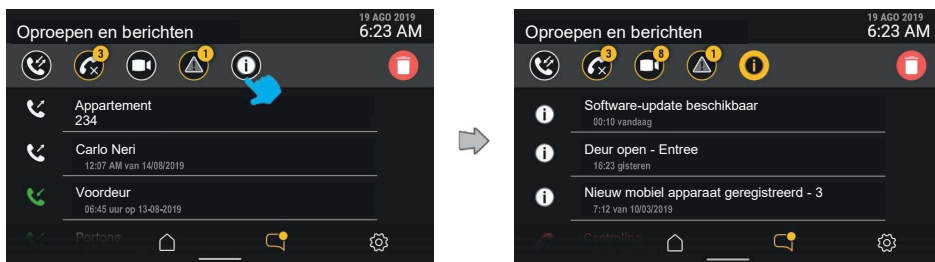 19 AGO 2019
Oproepen en berichten 6:23 AM
3 1
Appartement
234
Carlo Neri
12:07 AM van 14/08/2019
Voordeur
06:45 uur op 13-08-2019
Portone
19 AGO 2019
Oproepen en berichten 6:23 AM
3 8 1
Software-update beschikbaar
00:10 vandaag
Deur open - Entree
16:23 gisteren
Nieuw mobiel apparaat geregistreerd - 3
7:12 van 10/03/2019
Centralino